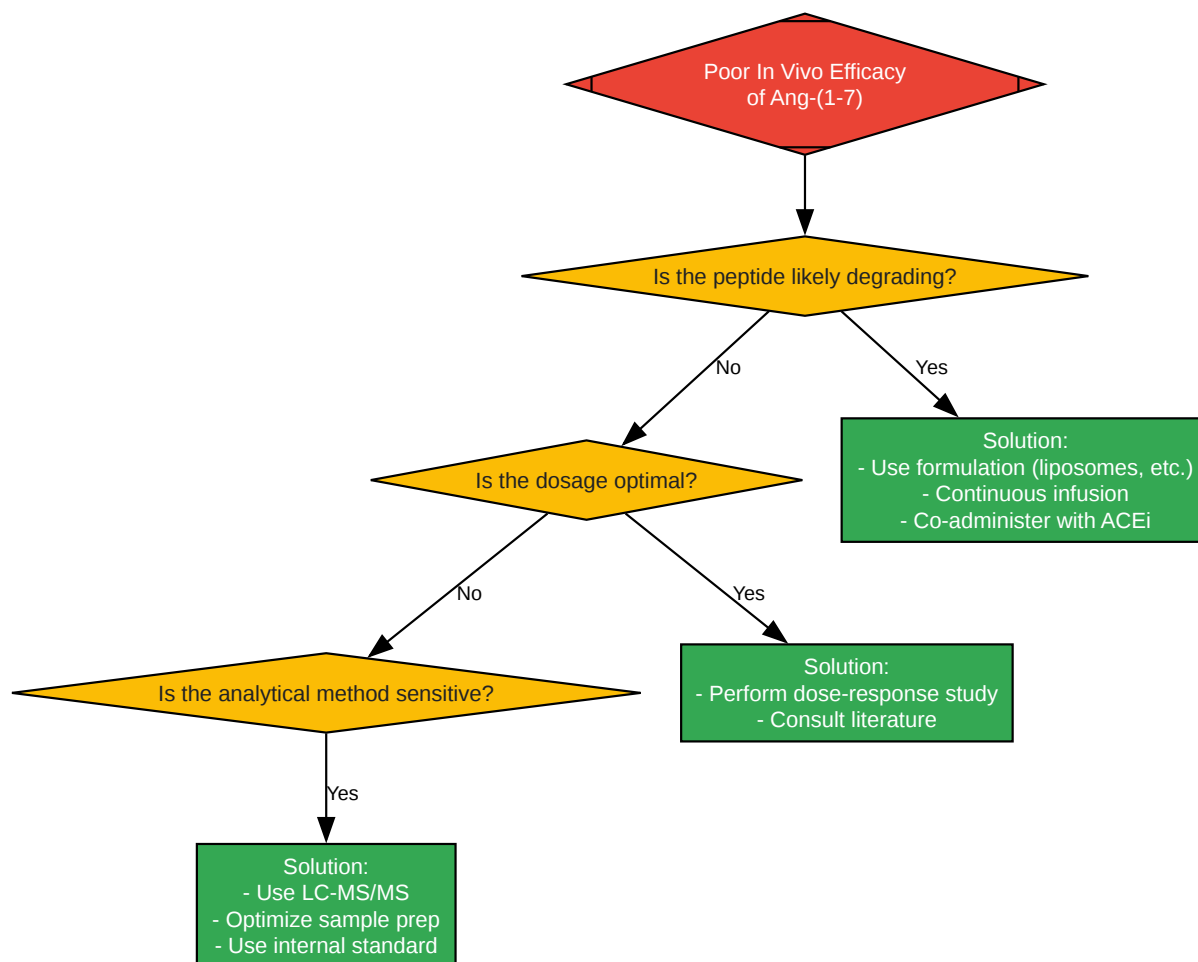 Poor In Vivo Efficacy
of Ang-(1-7)
Is the peptide likely degrading?
No
Yes
Solution:
- Use formulation (liposomes, etc.)
- Continuous infusion
- Co-administer with ACEi
Is the dosage optimal?
No
Yes
Solution:
- Perform dose-response study
- Consult literature
Is the analytical method sensitive?
Yes
Solution:
- Use LC-MS/MS
- Optimize sample prep
- Use internal standard